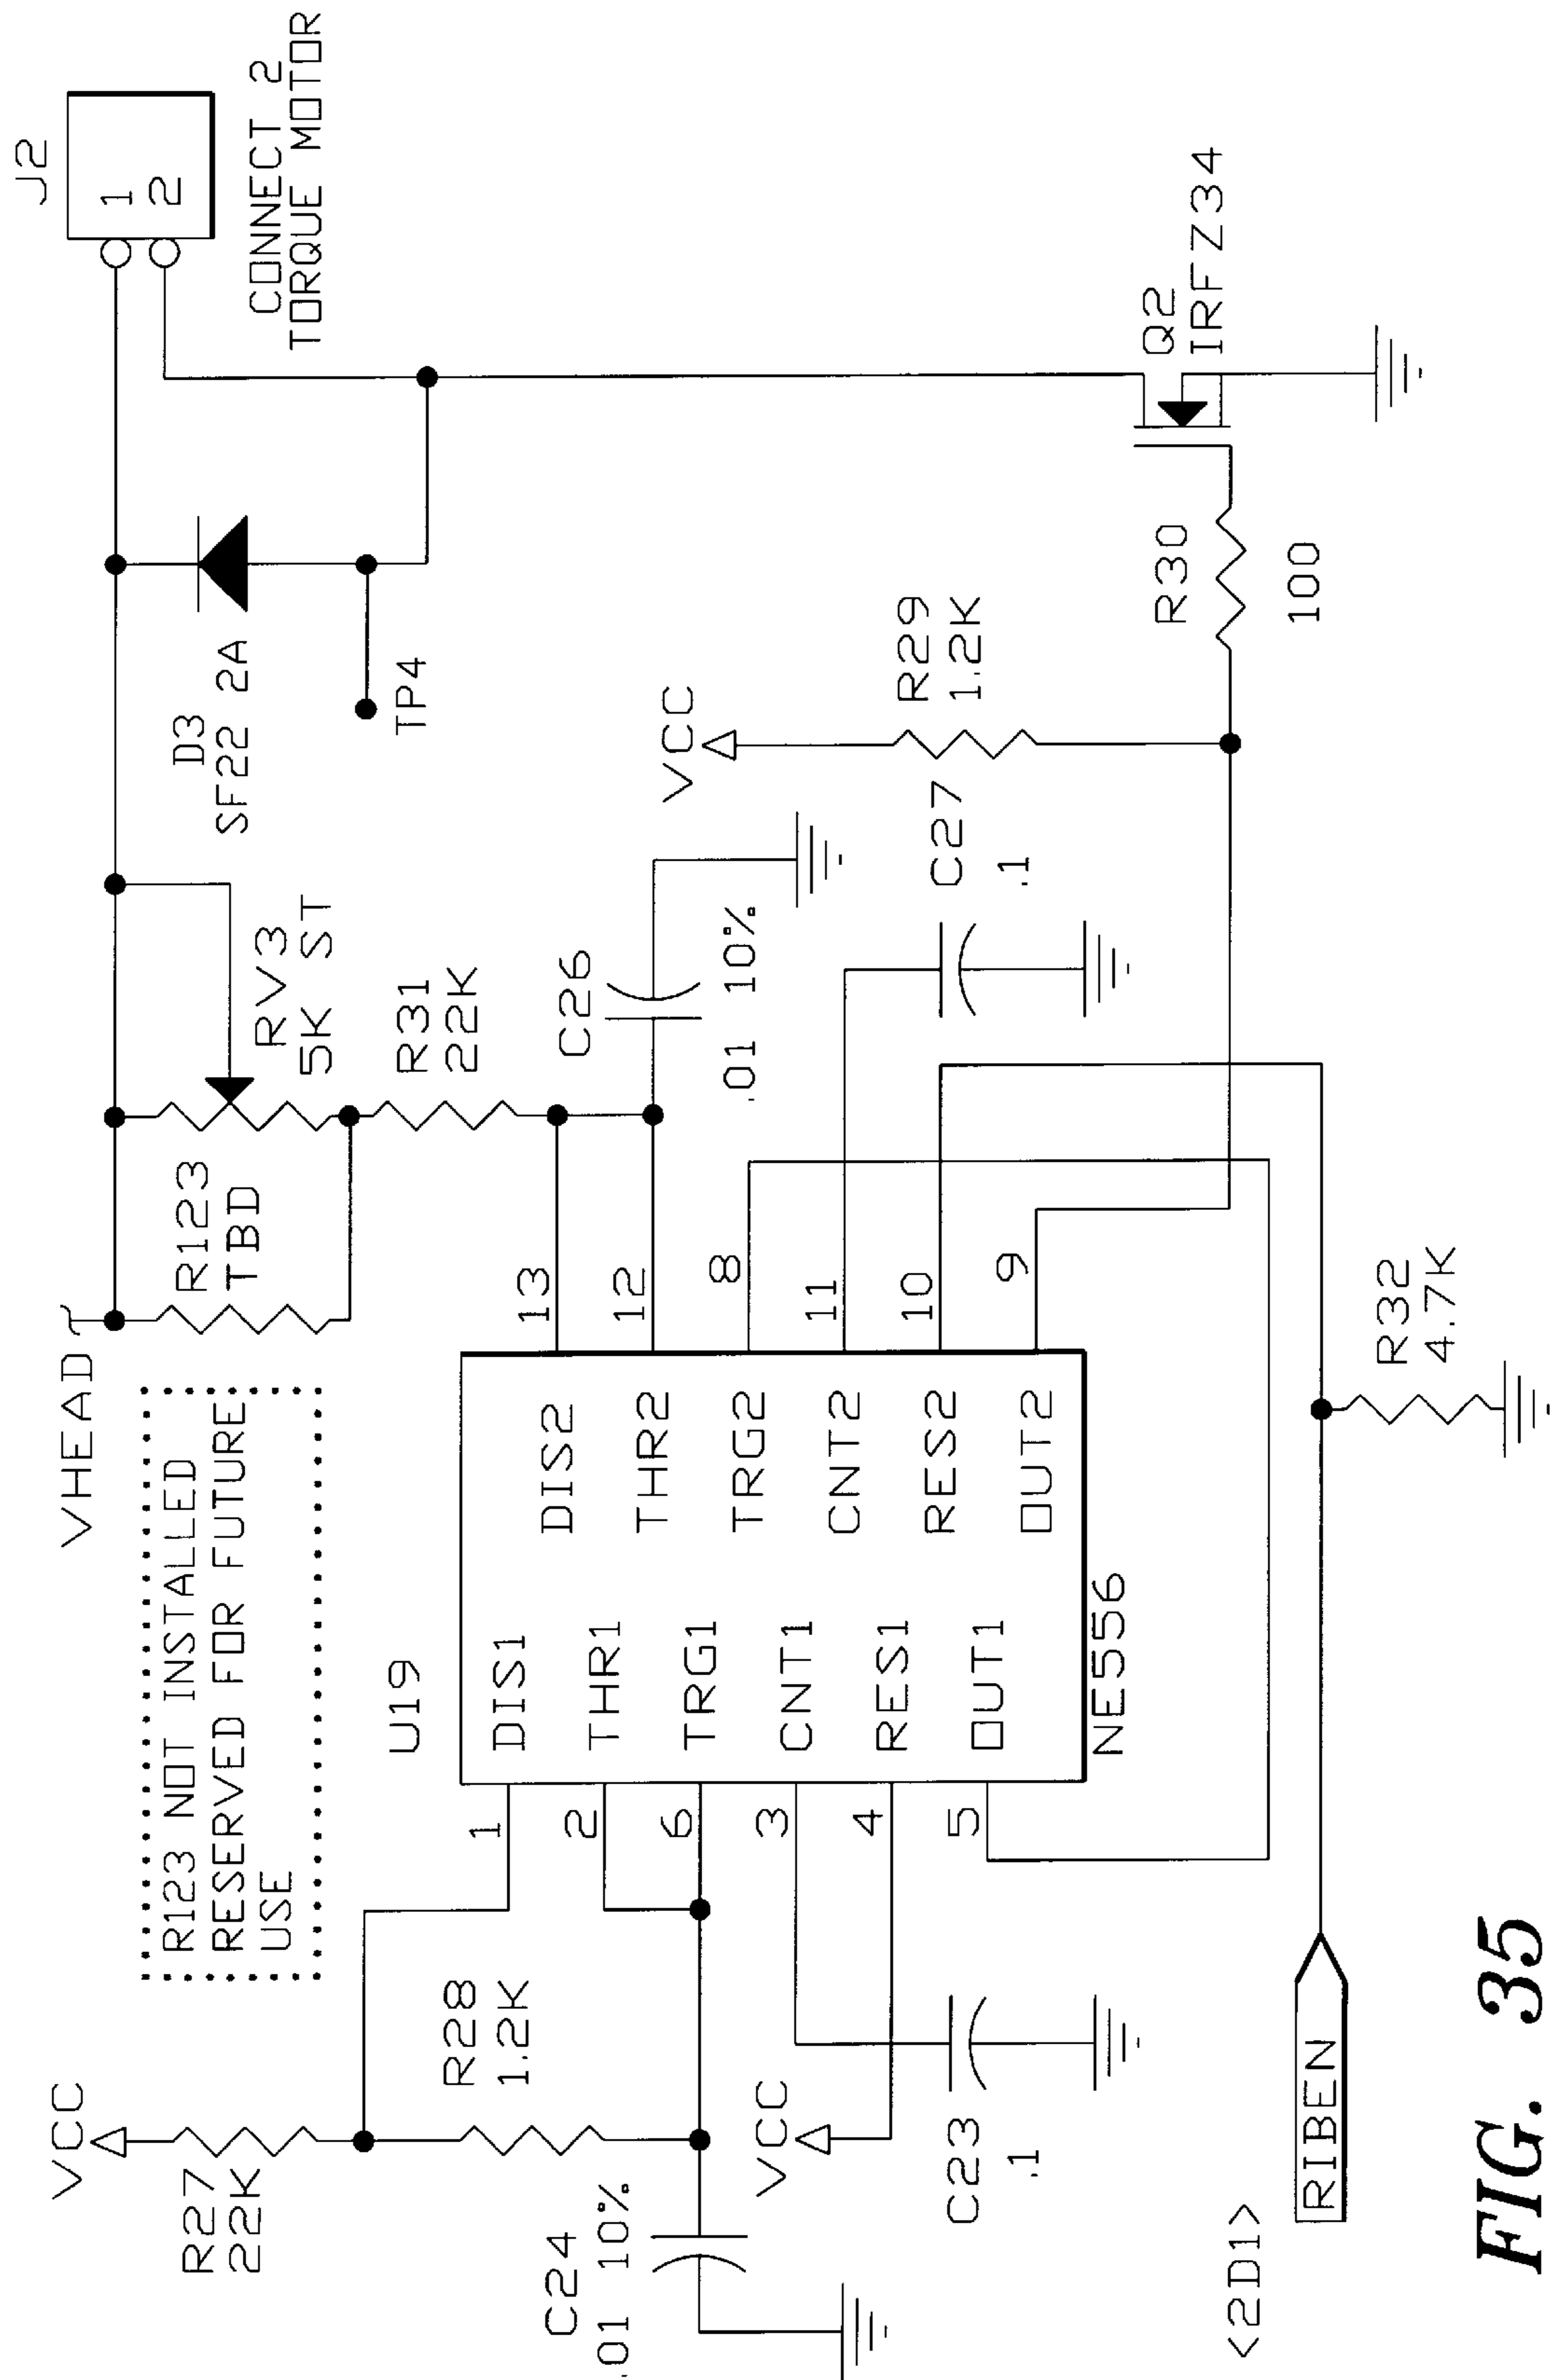 VHEAD
J2
1
2
CONNECT 2
TORQUE MOTOR
R123 NOT INSTALLED
RESERVED FOR FUTURE
USE
R123
TBD
RV3
5K ST
D3
SF22 2A
TP4
VCC
R27
22K
R28
1.2K
C24
.01 10%
VCC
C23
.1
U19
DIS1
THR1
TRG1
CNT1
RES1
OUT1
DIS2
THR2
TRG2
CNT2
RES2
OUT2
NE556
1
2
6
3
4
5
13
12
8
11
10
9
R31
22K
C26
.01 10%
C27
.1
VCC
R29
1.2K
R30
100
Q2
IRFZ34
R32
4.7K
<2D1>
RIBEN
FIG. 35